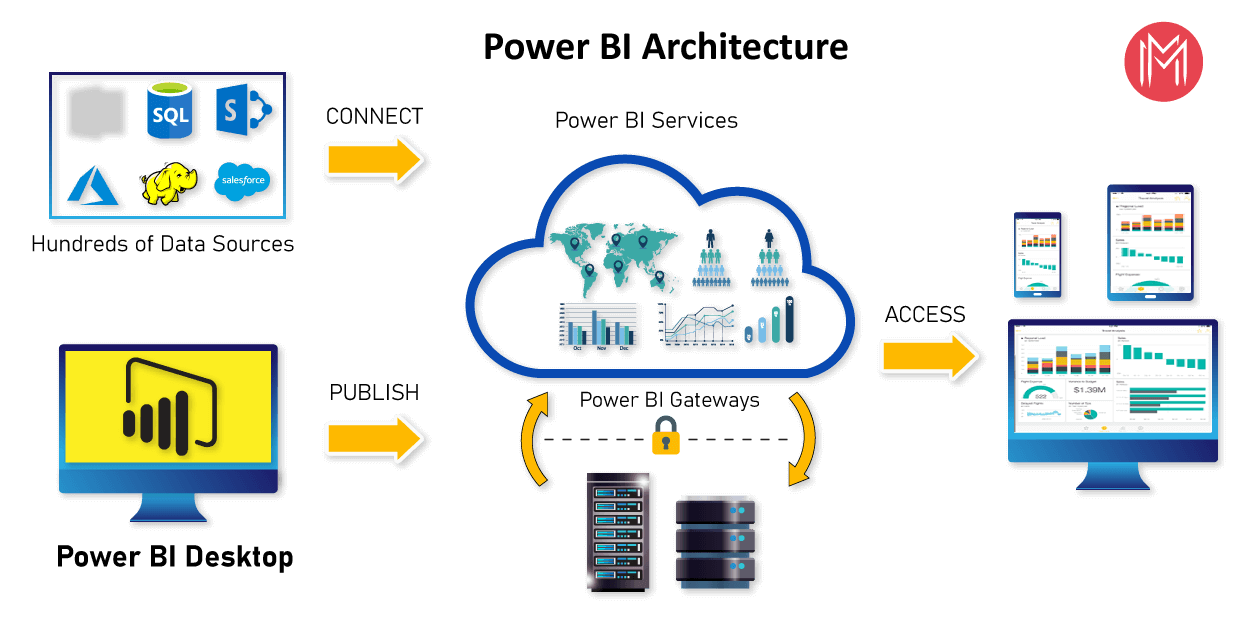 Power BI Architecture
SQL
S
salesforce
Hundreds of Data Sources
CONNECT
Power BI Services
Oct
Nov
Dec
ACCESS
Power BI Desktop
PUBLISH
Power BI Gateways
$1.39M
522